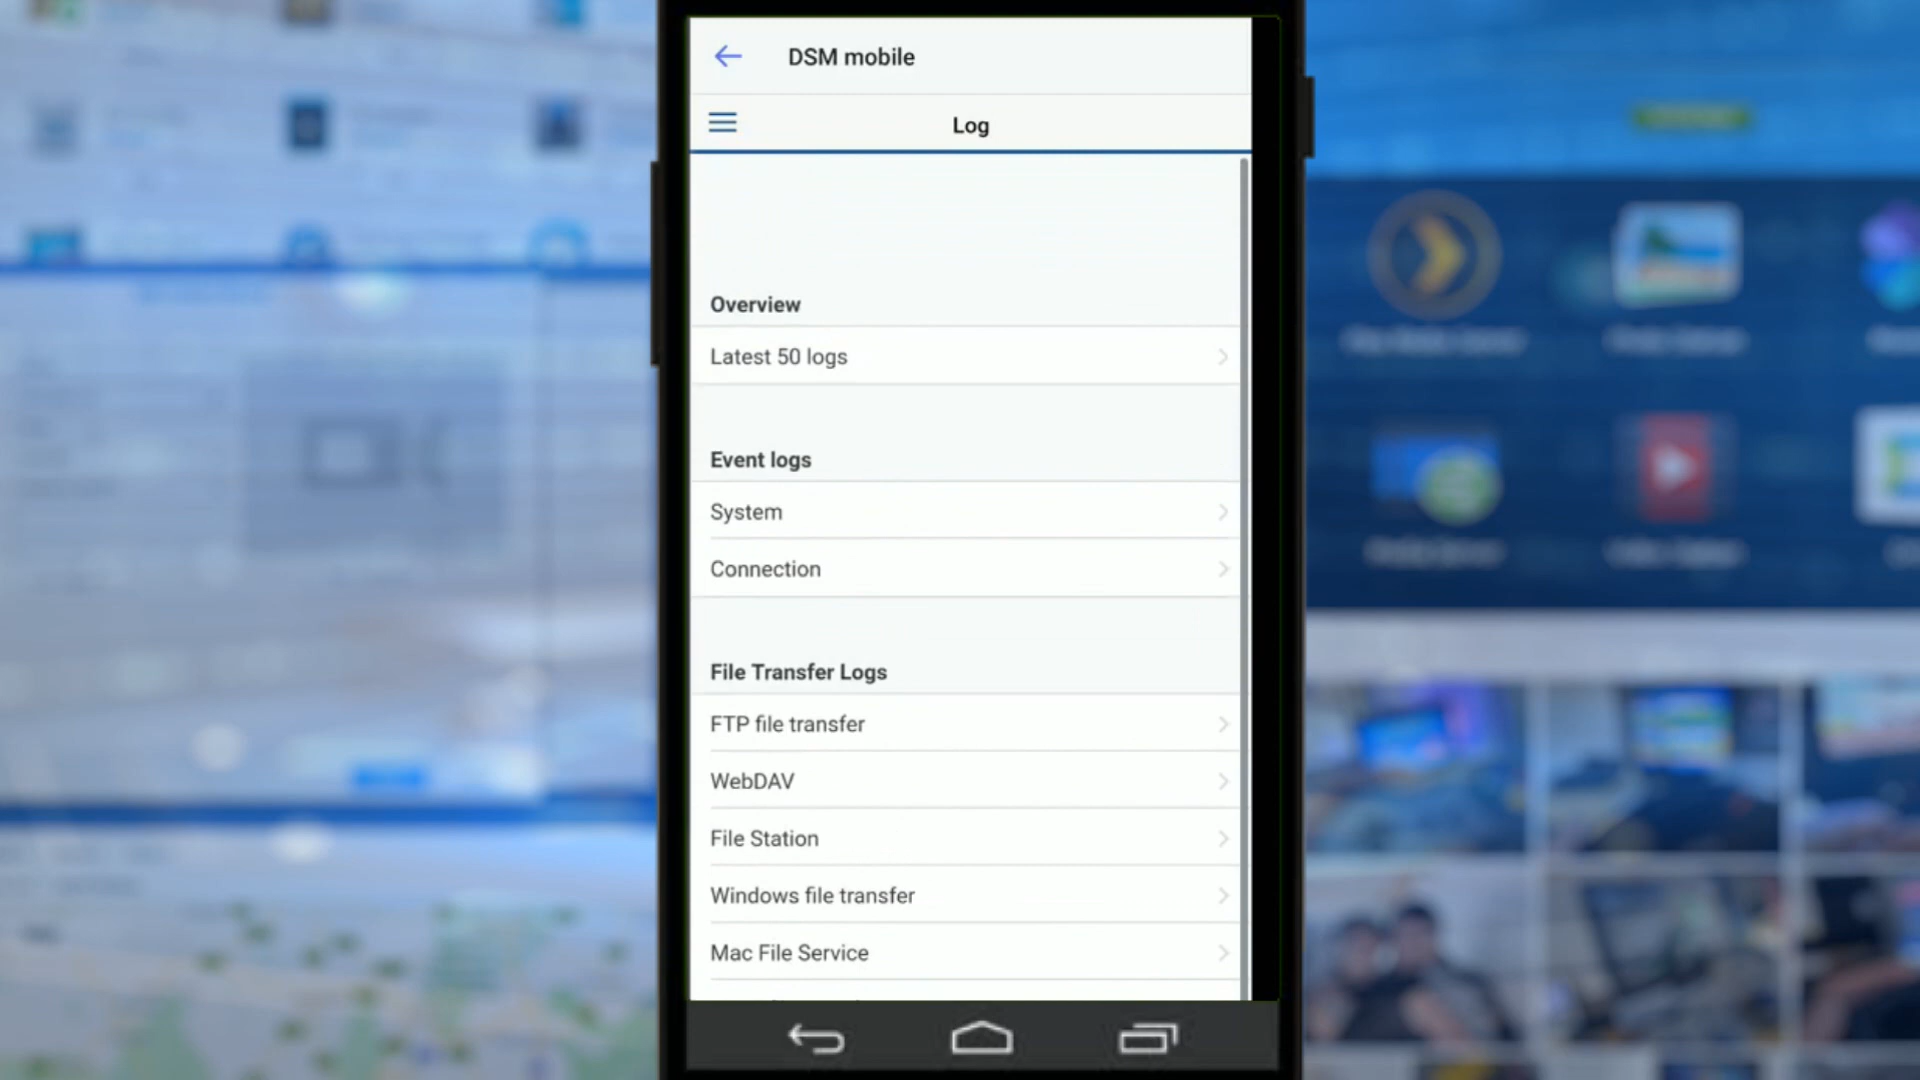 DSM mobile
Log
Overview
Latest 50 logs
Event logs
System
Connection
File Transfer Logs
FTP file transfer
WebDAV
File Station
Windows file transfer
Mac File Service